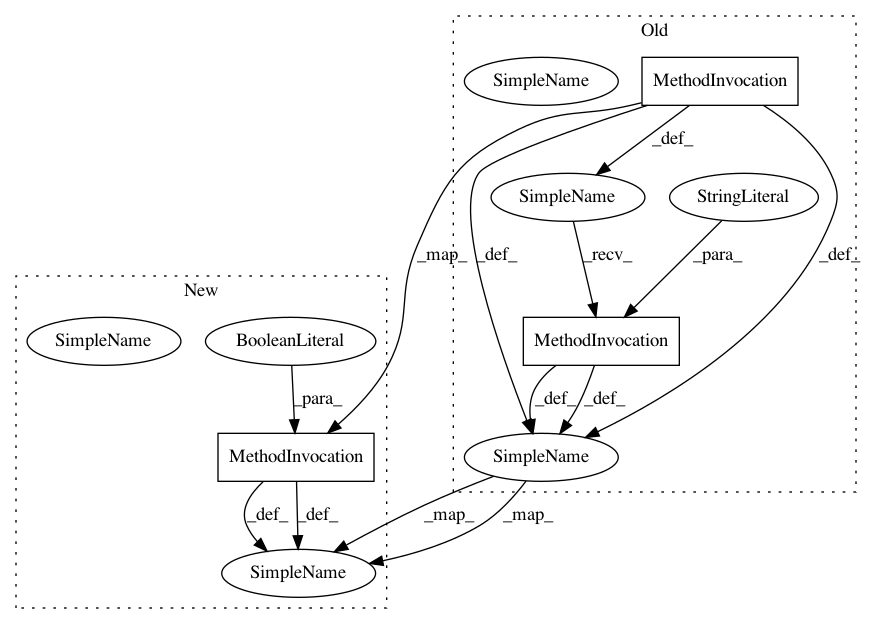 Old
SimpleName
MethodInvocation
_def_
SimpleName
StringLiteral
_map_
_def_
_recv_
_para_
_def_
New
SimpleName
BooleanLiteral
MethodInvocation
_para_
_def_
_def_
MethodInvocation
SimpleName
_def_
_def_
_map_
_map_
SimpleName